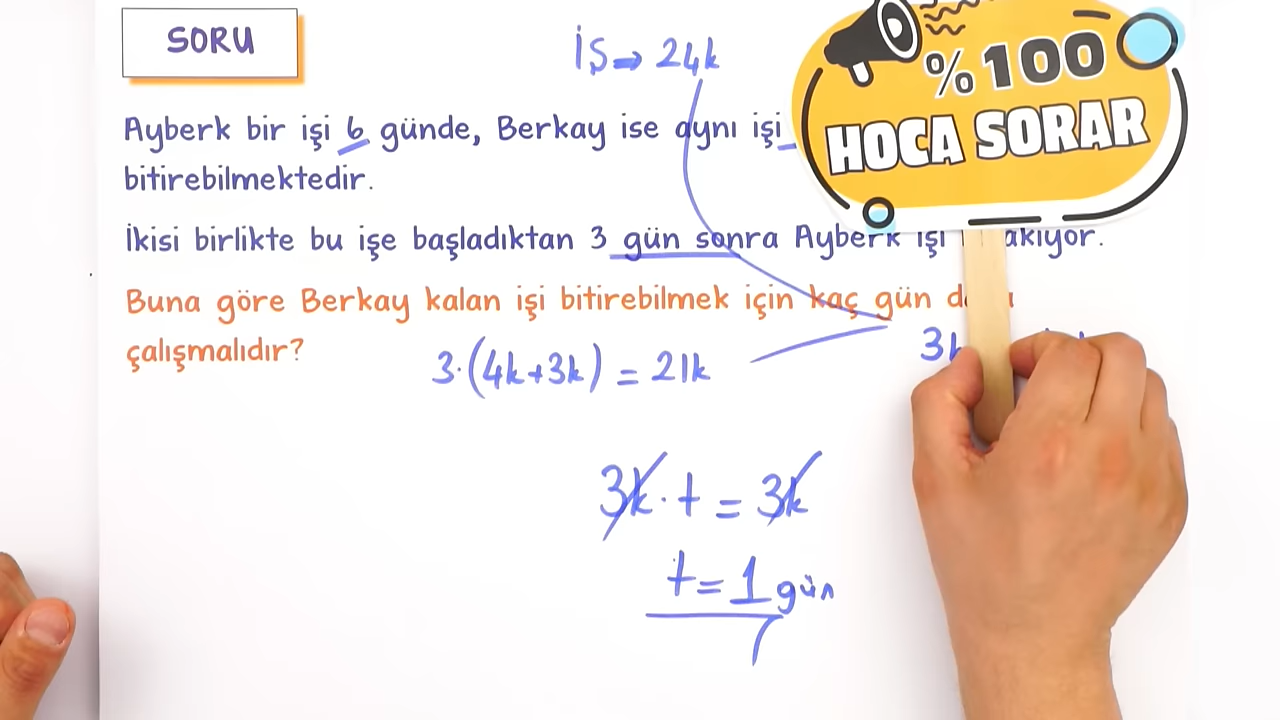 SORU
İŞ → 24k
% 100
HOCA SORAR
Ayberk bir işi 6 günde, Berkay ise aynı işi
bitirebilmektedir.
İkisi birlikte bu işe başladıktan 3 gün sonra Ayberk işi
Buna göre Berkay kalan işi bitirebilmek için kaç gün
çalışmalıdır?
3·(4k+3k) = 21k
3k · t = 3k
t = 1 gün